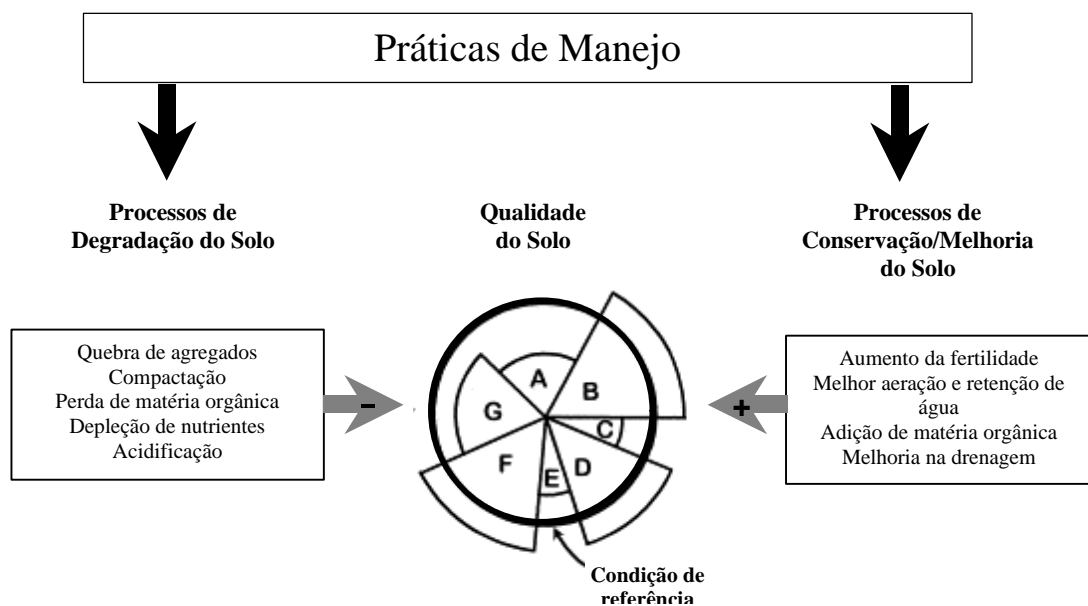 Práticas de Manejo
Processos de
Degradação do Solo
Qualidade
do Solo
Processos de
Conservação/Melhoria
do Solo
Quebra de agregados
Compactação
Perda de matéria orgânica
Depleção de nutrientes
Acidificação
–
A
B
C
D
E
F
G
+
Aumento da fertilidade
Melhor aeração e retenção de
água
Adição de matéria orgânica
Melhoria na drenagem
Condição de
referência